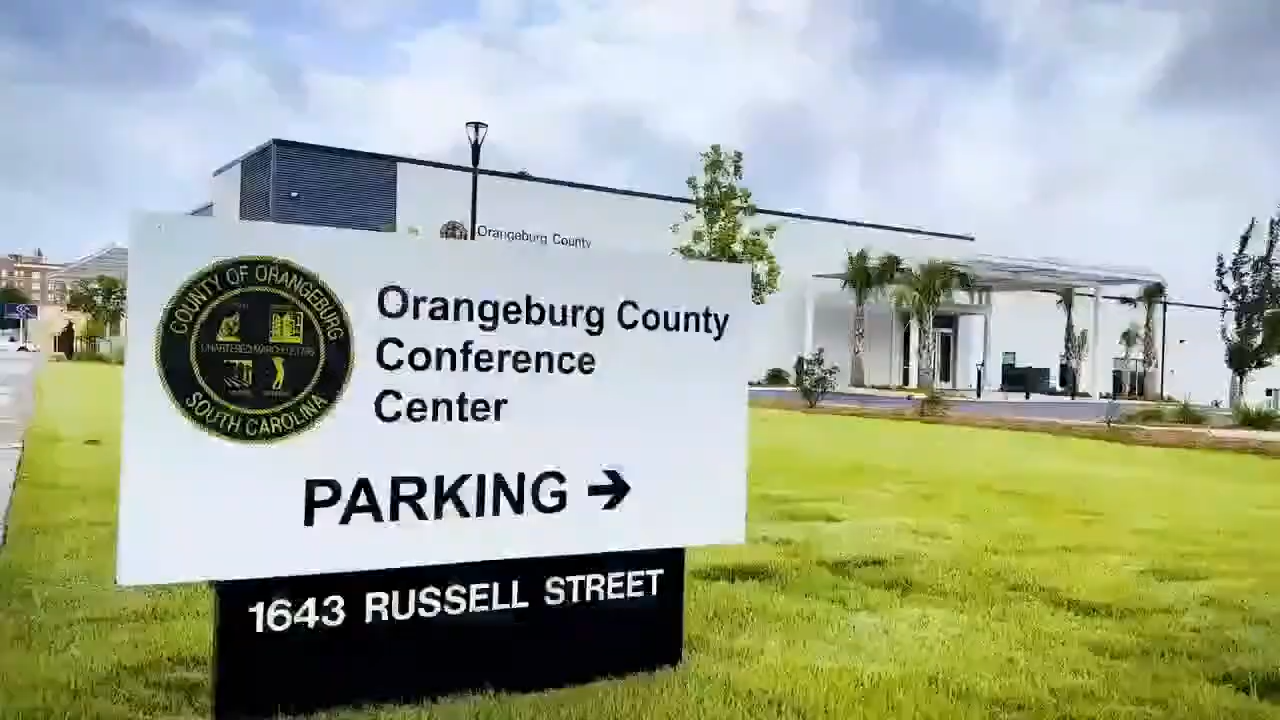 Orangeburg County
COUNTY OF ORANGEBURG
SOUTH CAROLINA
Orangeburg County
Conference
Center
PARKING →
1643 RUSSELL STREET